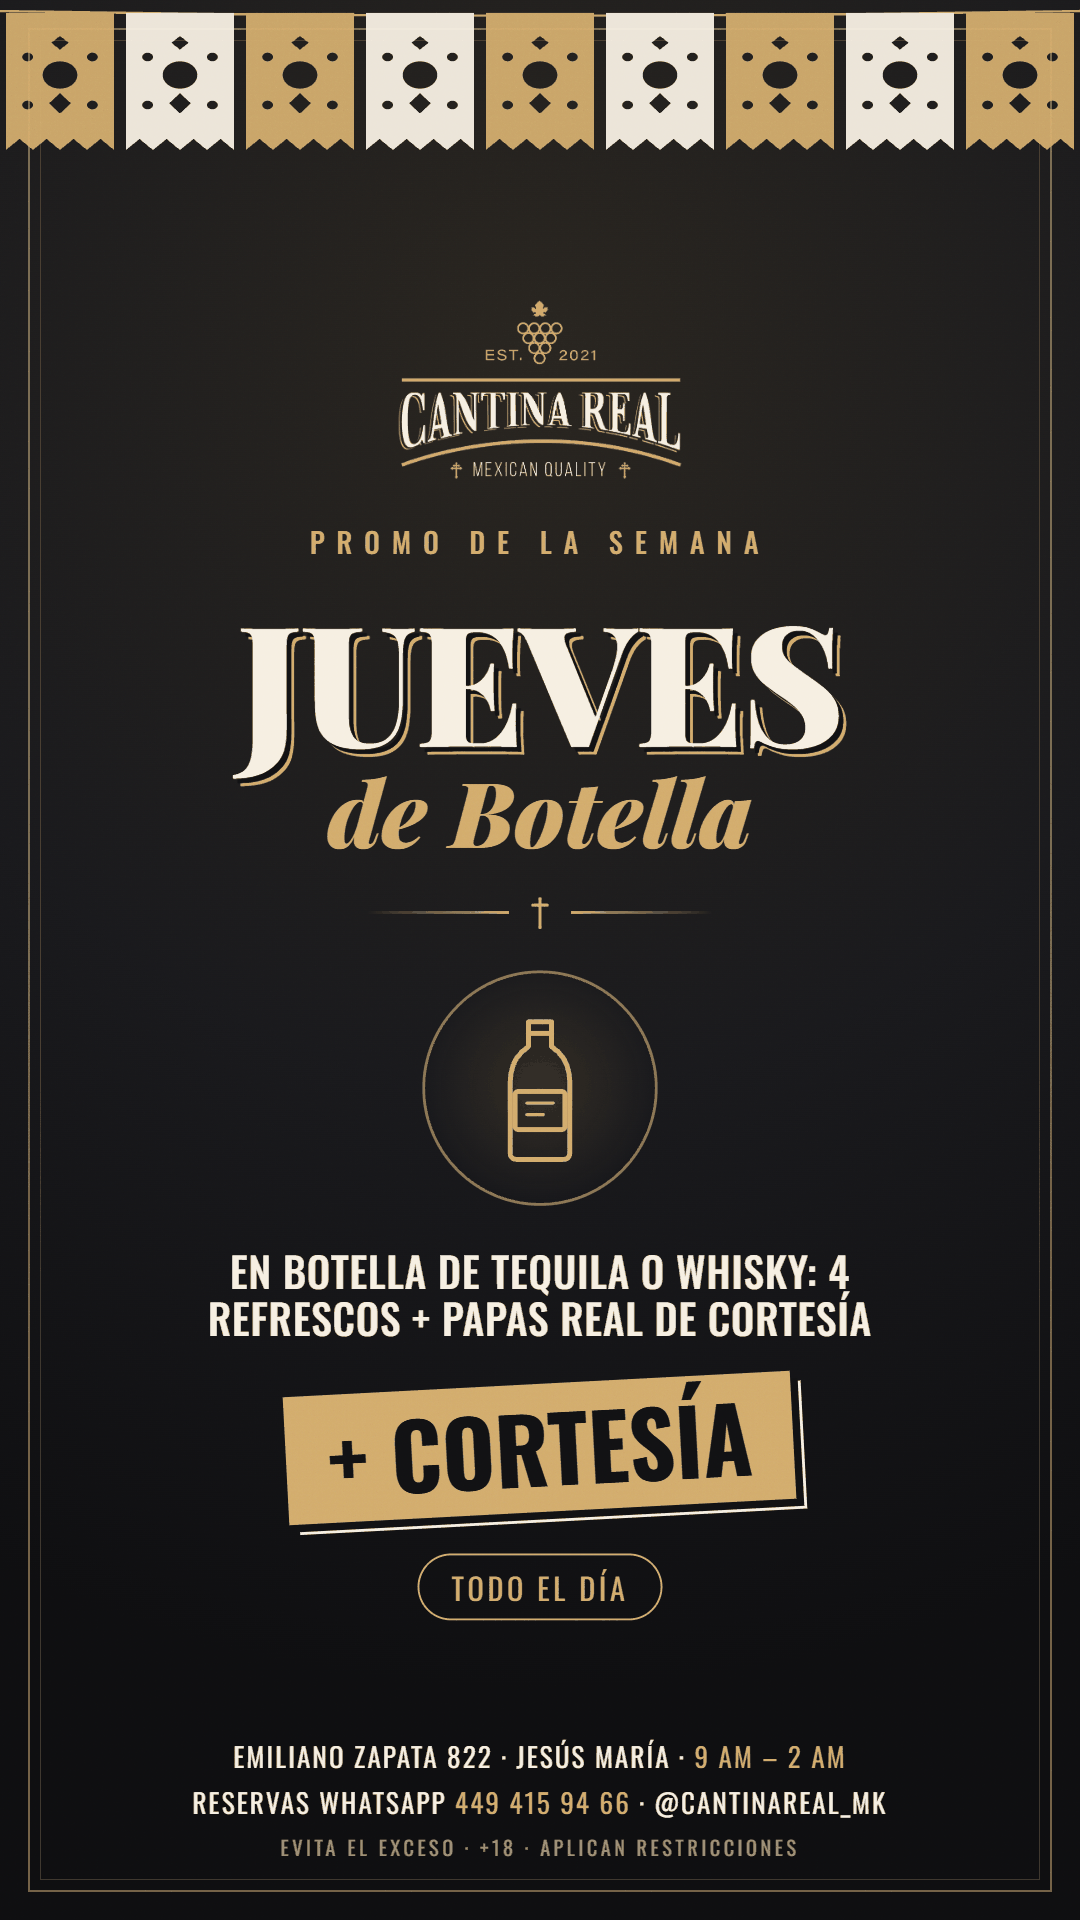 EST. 2021
CANTINA REAL
MEXICAN QUALITY
PROMO DE LA SEMANA
JUEVES
de Botella
EN BOTELLA DE TEQUILA O WHISKY: 4
REFRESCOS + PAPAS REAL DE CORTESÍA
+ CORTESÍA
TODO EL DÍA
EMILIANO ZAPATA 822 · JESÚS MARÍA · 9 AM – 2 AM
RESERVAS WHATSAPP 449 415 94 66 · @CANTINAREAL_MK
EVITA EL EXCESO · +18 · APLICAN RESTRICCIONES